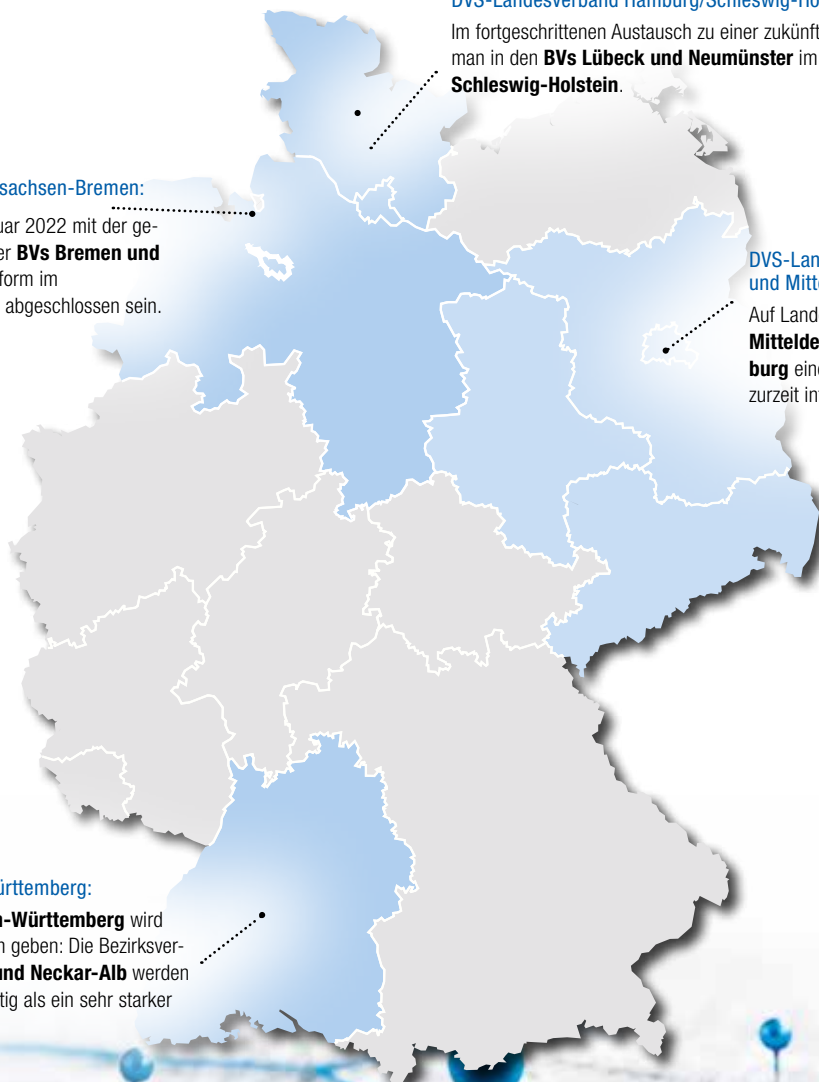 DVS-Landesverband Hamburg/Schleswig-Hol
Im fortgeschrittenen Austausch zu einer zukünft
man in den BVs Lübeck und Neumünster im
Schleswig-Holstein.
sachsen-Bremen:
uar 2022 mit der ge-
er BVs Bremen und
form im
abgeschlossen sein.
DVS-Lan
und Mitte
Auf Land
Mittelde
burg eine
zurzeit in
ürttemberg:
-Württemberg wird
n geben: Die Bezirksver-
und Neckar-Alb werden
tig als ein sehr starker